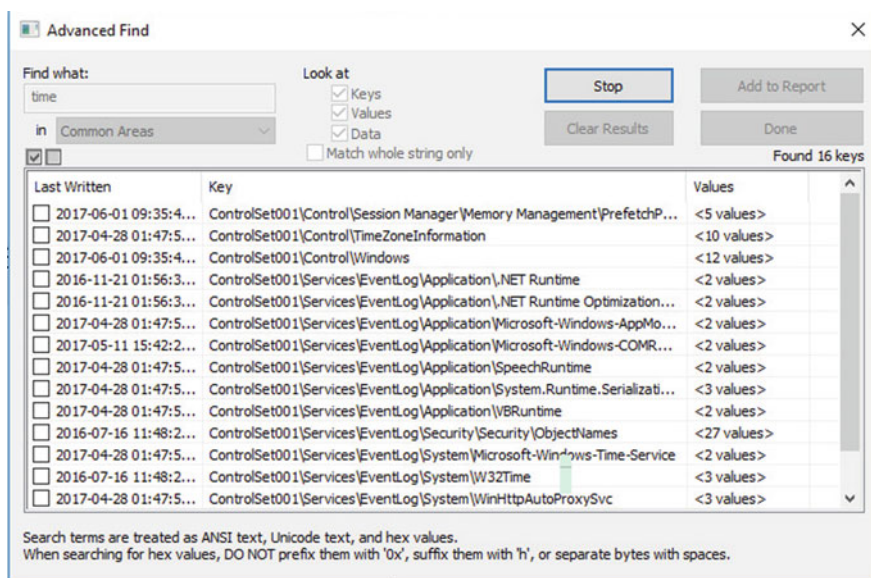 Advanced Find
Find what:
time
in Common Areas
Look at
Keys
Values
Data
Match whole string only
Stop
Add to Report
Clear Results
Done
Found 16 keys
Last Written Key Values
2017-06-01 09:35:4... ControlSet001\Control\Session Manager\Memory Management\PrefetchP... <5 values>
2017-04-28 01:47:5... ControlSet001\Control\TimeZoneInformation <10 values>
2017-06-01 09:35:4... ControlSet001\Control\Windows <12 values>
2016-11-21 01:56:3... ControlSet001\Services\EventLog\Application\.NET Runtime <2 values>
2016-11-21 01:56:3... ControlSet001\Services\EventLog\Application\.NET Runtime Optimization... <2 values>
2017-04-28 01:47:5... ControlSet001\Services\EventLog\Application\Microsoft-Windows-AppMo... <2 values>
2017-05-11 15:42:2... ControlSet001\Services\EventLog\Application\Microsoft-Windows-COMR... <2 values>
2017-04-28 01:47:5... ControlSet001\Services\EventLog\Application\SpeechRuntime <2 values>
2017-04-28 01:47:5... ControlSet001\Services\EventLog\Application\System.Runtime.Serializati... <3 values>
2017-04-28 01:47:5... ControlSet001\Services\EventLog\Application\VBRuntime <2 values>
2016-07-16 11:48:2... ControlSet001\Services\EventLog\Security\Security\ObjectNames <27 values>
2017-04-28 01:47:5... ControlSet001\Services\EventLog\System\Microsoft-Windows-Time-Service <2 values>
2016-07-16 11:48:2... ControlSet001\Services\EventLog\System\W32Time <3 values>
2017-04-28 01:47:5... ControlSet001\Services\EventLog\System\WinHttpAutoProxySvc <3 values>
Search terms are treated as ANSI text, Unicode text, and hex values.
When searching for hex values, DO NOT prefix them with '0x', suffix them with 'h', or separate bytes with spaces.